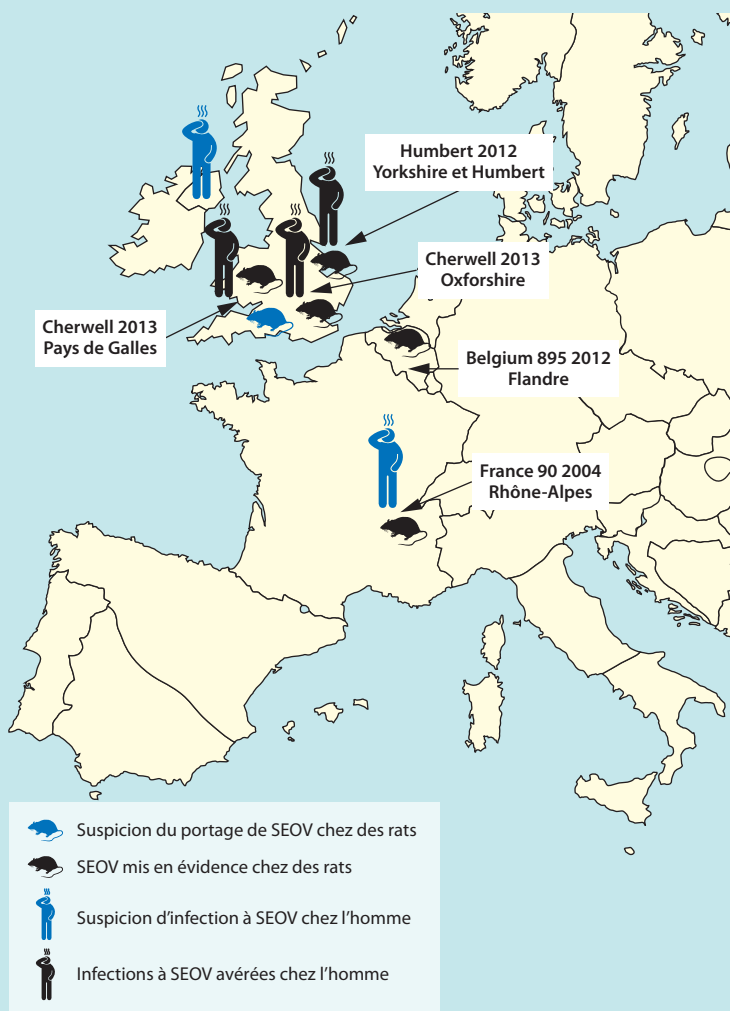 Humbert 2012
Yorkshire et Humbert
Cherwell 2013
Oxforshire
Cherwell 2013
Pays de Galles
Belgium 895 2012
Flandre
France 90 2004
Rhône-Alpes
Suspicion du portage de SEOV chez des rats
SEOV mis en évidence chez des rats
Suspicion d’infection à SEOV chez l’homme
Infections à SEOV avérées chez l’homme